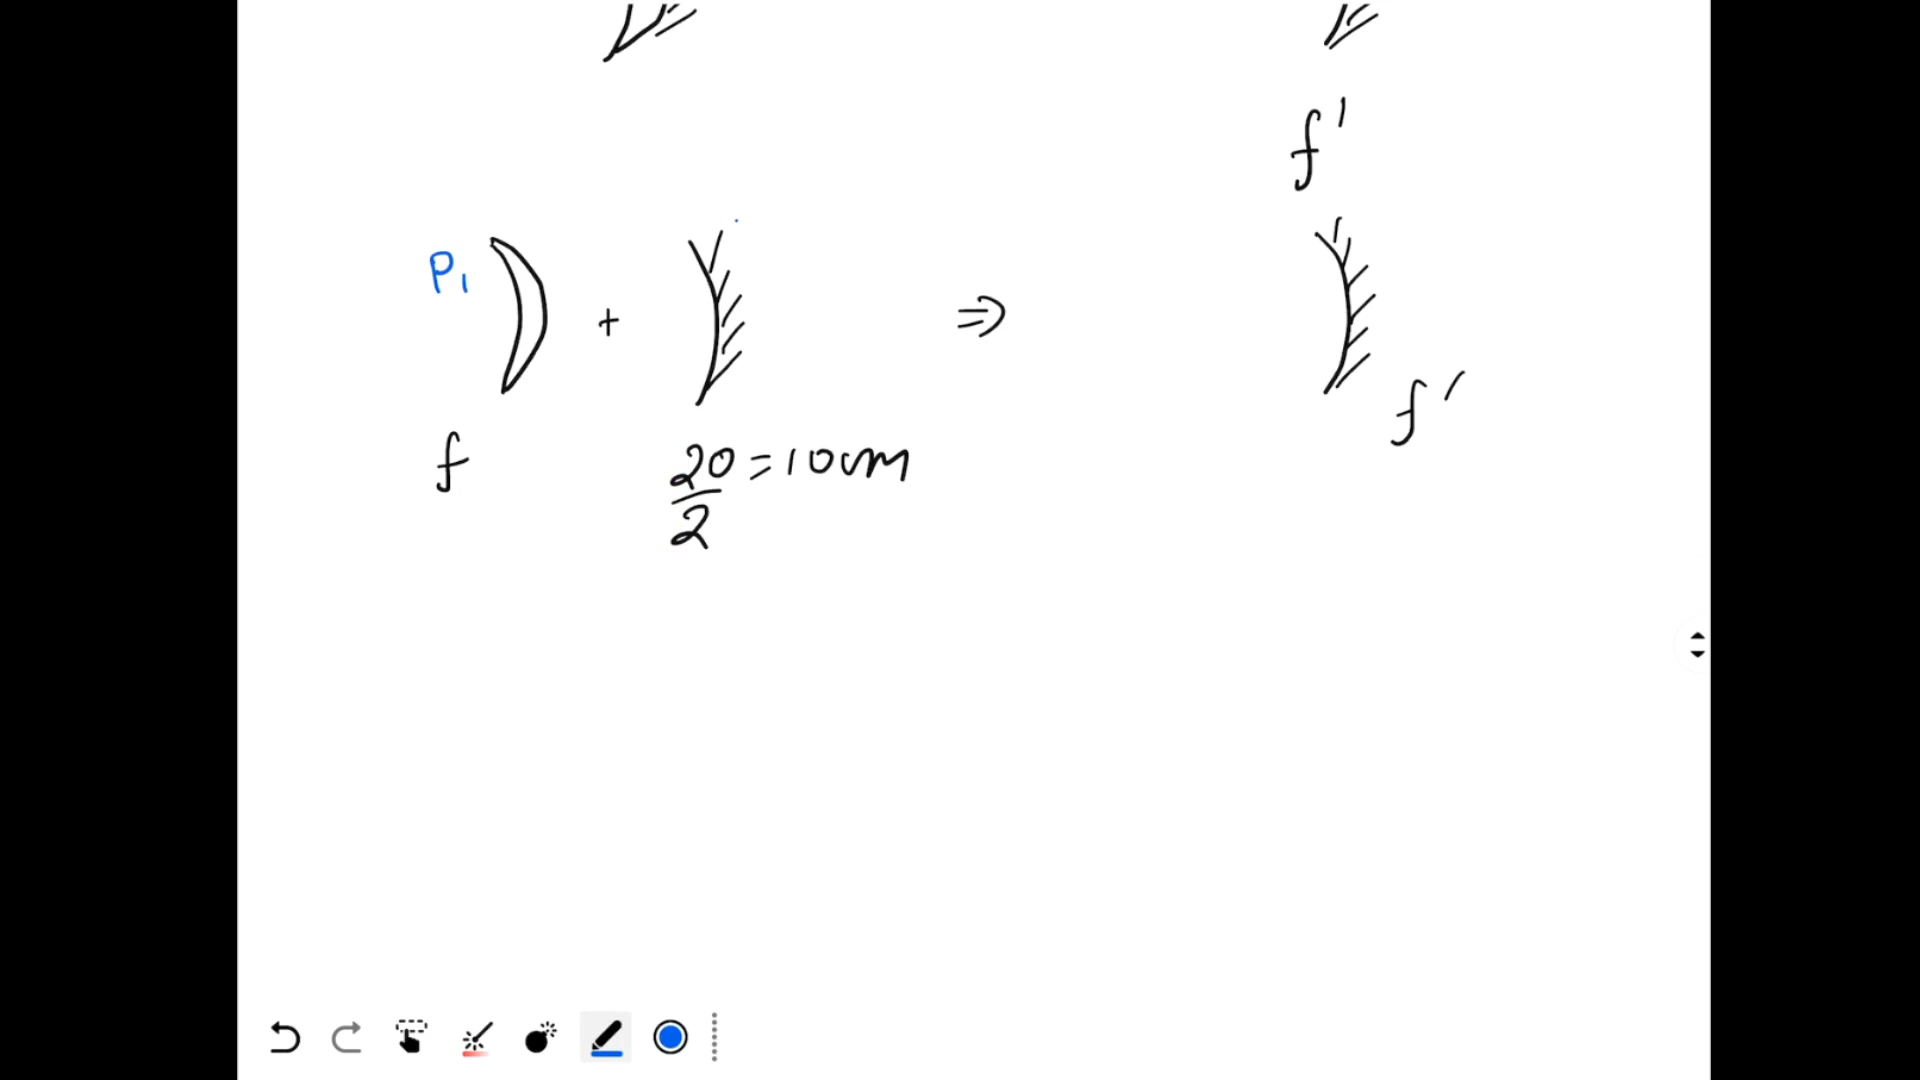 f'
P₁
+ ⇒
f'
f
20/2 = 10cm